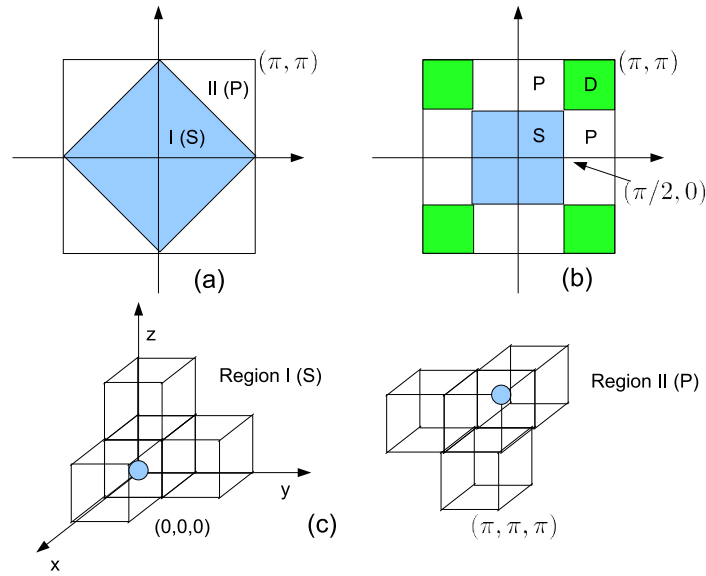 (π, π)
II (P)
I (S)
(a)
(π, π)
P
D
S
P
(π/2, 0)
(b)
z
Region I (S)
y
(0,0,0)
x
(c)
Region II (P)
(π, π, π)